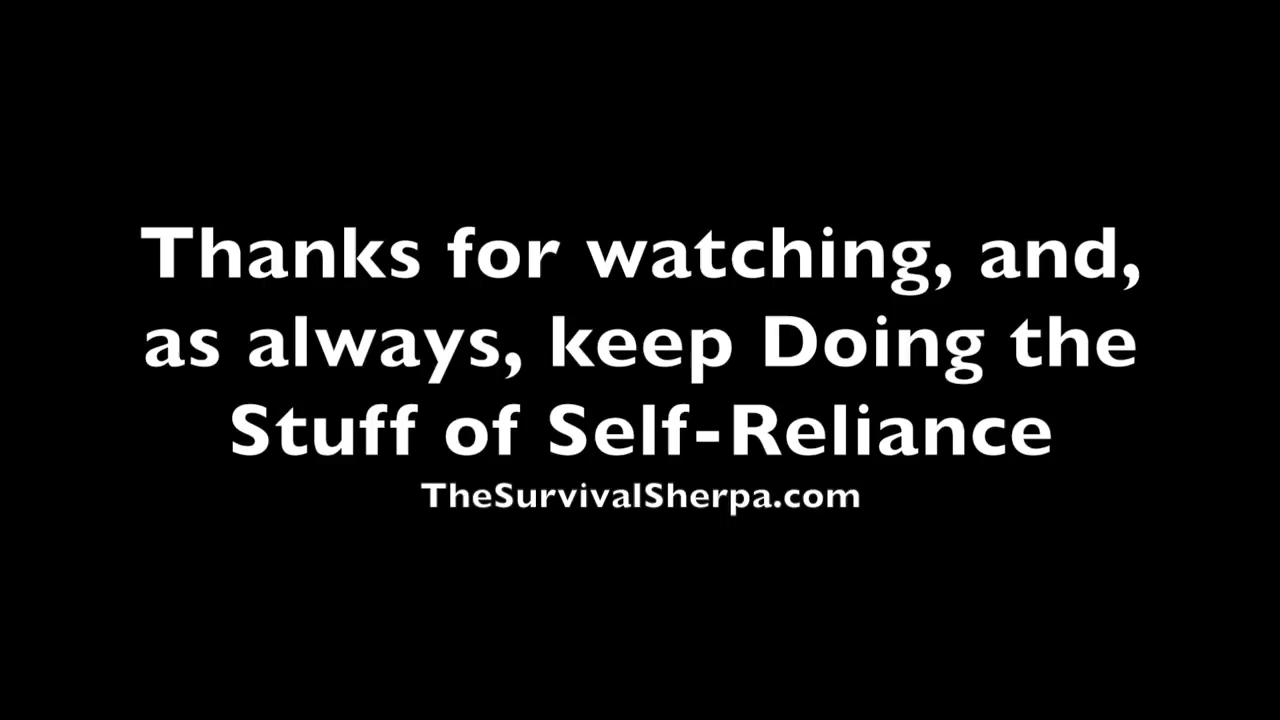 Thanks for watching, and,
as always, keep Doing the
Stuff of Self-Reliance
TheSurvivalSherpa.com